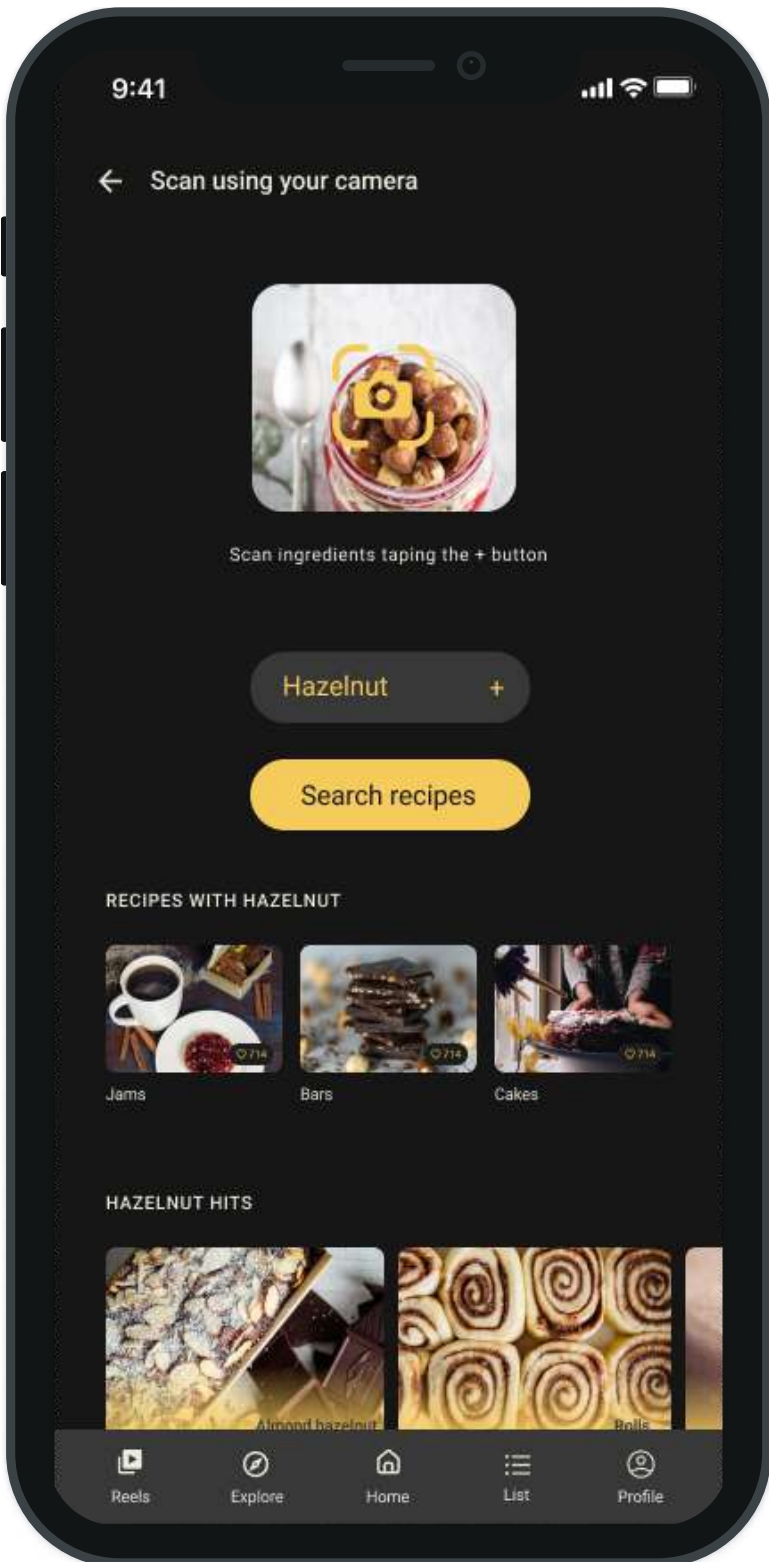 9:41
Scan using your camera
Scan ingredients taping the + button
Hazelnut +
Search recipes
RECIPES WITH HAZELNUT
714 714 714
Jams Bars Cakes
HAZELNUT HITS
Almond hazelnut Rolls
Reels Explore Home List Profile